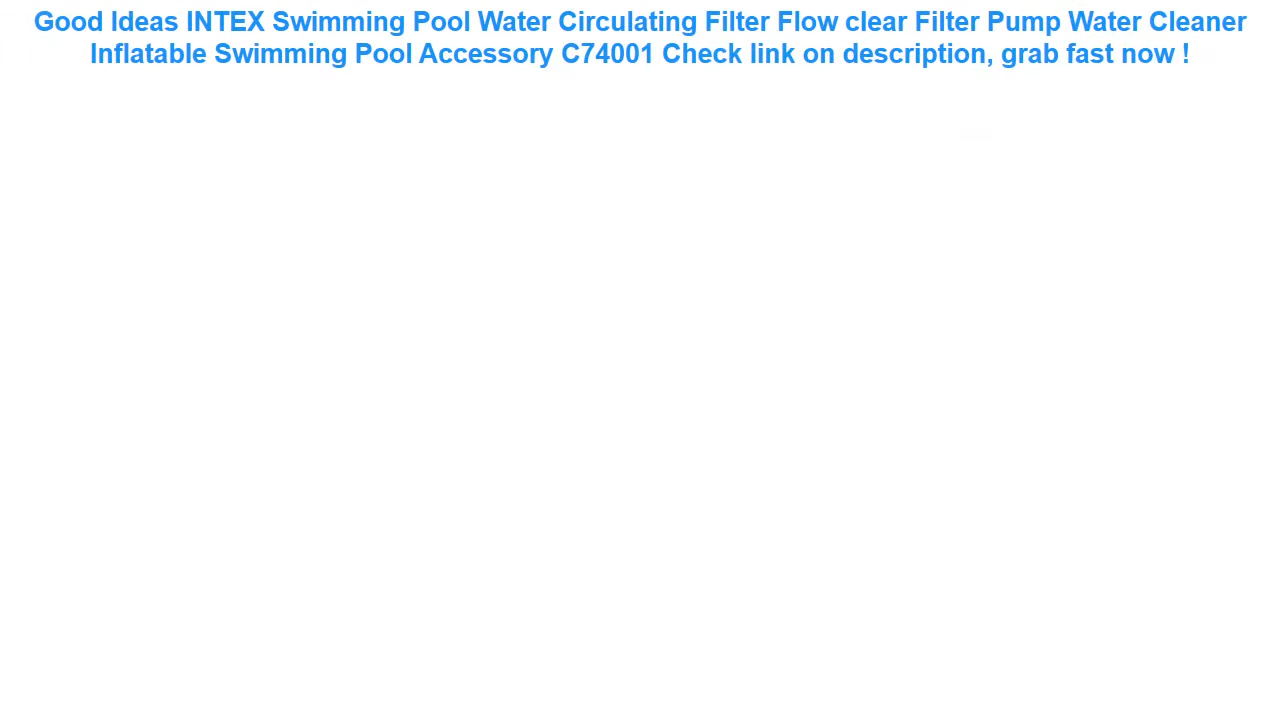 Good Ideas INTEX Swimming Pool Water Circulating Filter Flow clear Filter Pump Water Cleaner
Inflatable Swimming Pool Accessory C74001 Check link on description, grab fast now !